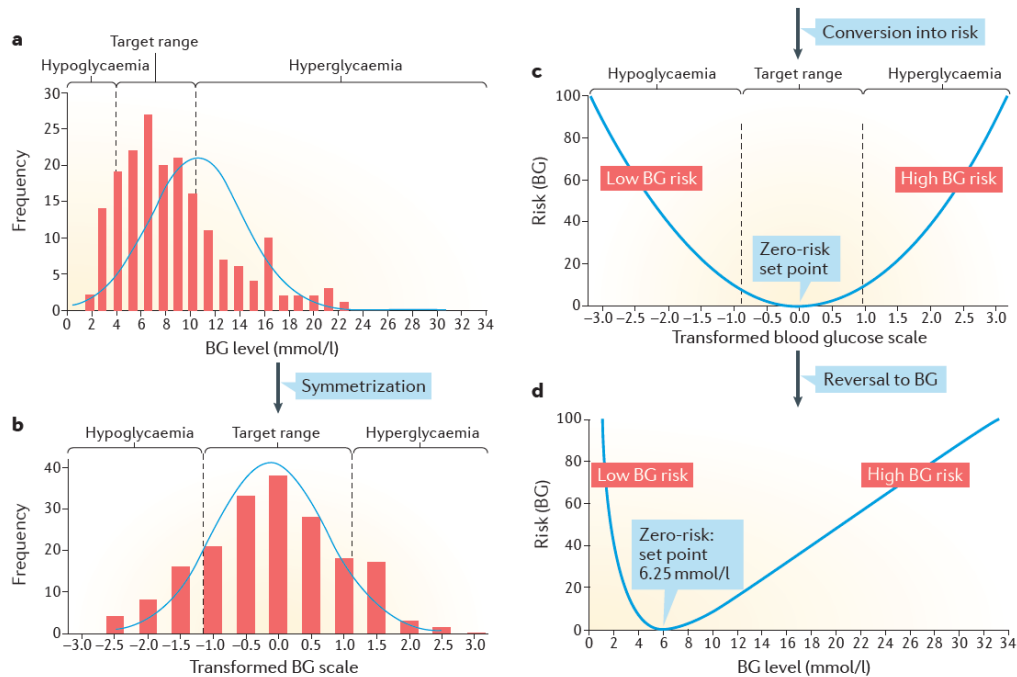 a
Target range
Hypoglycaemia
Hyperglycaemia
Frequency
30
25
20
15
10
5
0
0 2 4 6 8 10 12 14 16 18 20 21 22 24 26 28 30 32 34
BG level (mmol/l)
Symmetrization
b
Hypoglycaemia Target range Hyperglycaemia
Frequency
40
30
20
10
0
–3.0 –2.5 –2.0 –1.5 –1.0 –0.5 0.0 0.5 1.0 1.5 2.0 2.5 3.0
Transformed BG scale
Conversion into risk
c
Hypoglycaemia Target range Hyperglycaemia
Risk (BG)
100
80
60
40
20
0
Low BG risk
High BG risk
Zero-risk
set point
–3.0 –2.5 –2.0 –1.5 –1.0 –0.5 0.0 0.5 1.0 1.5 2.0 2.5 3.0
Transformed blood glucose scale
Reversal to BG
d
Risk (BG)
100
80
60
40
20
0
Low BG risk
High BG risk
Zero-risk:
set point
6.25 mmol/l
0 2 4 6 8 10 12 14 16 18 20 22 24 26 28 30 32 34
BG level (mmol/l)